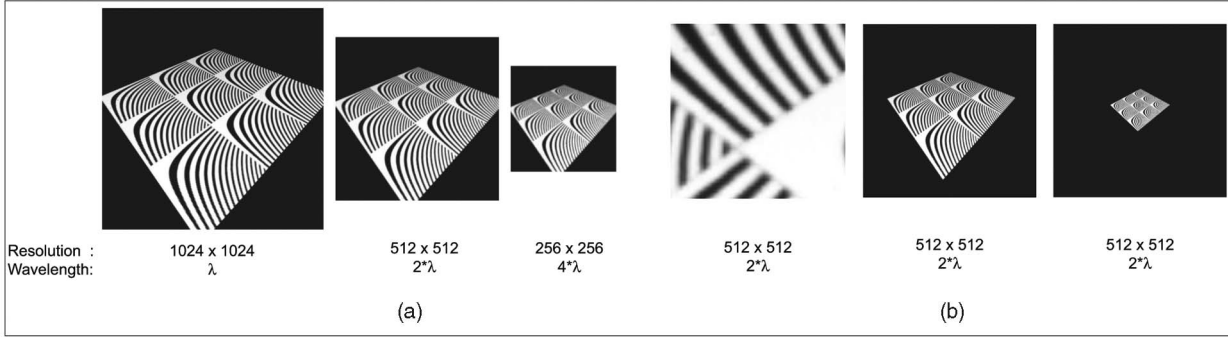 Resolution : 1024 x 1024 512 x 512 256 x 256 512 x 512 512 x 512 512 x 512
Wavelength: λ 2*λ 4*λ 2*λ 2*λ 2*λ
(a) (b)